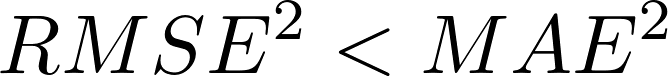 RMSE² < MAE²